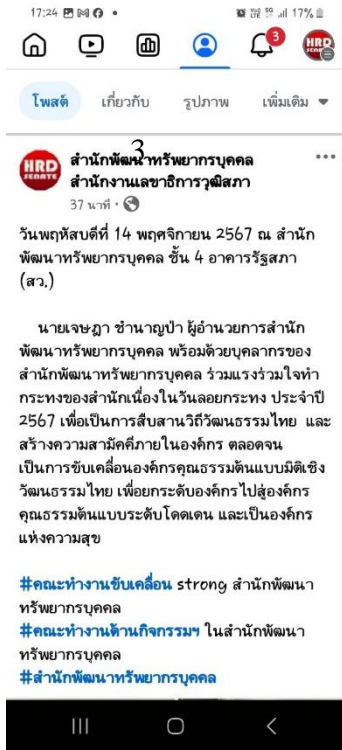 17:24
17%
3
HRD
โพสต์ เกี่ยวกับ รูปภาพ เพิ่มเติม
3
HRD
SENATE
สำนักพัฒนาทรัพยากรบุคคล
สำนักงานเลขาธิการวุฒิสภา
37 นาที
วันพฤหัสบดีที่ 14 พฤศจิกายน 2567 ณ สำนัก
พัฒนาทรัพยากรบุคคล ชั้น 4 อาคารรัฐสภา
(สว.)
นายเจษฎา ชำนาญป่า ผู้อำนวยการสำนัก
พัฒนาทรัพยากรบุคคล พร้อมด้วยบุคลากรของ
สำนักพัฒนาทรัพยากรบุคคล ร่วมแรงร่วมใจทำ
กระทงของสำนักเนื่องในวันลอยกระทง ประจำปี
2567 เพื่อเป็นการสืบสานวิถีวัฒนธรรมไทย และ
สร้างความสามัคคีภายในองค์กร ตลอดจน
เป็นการขับเคลื่อนองค์กรคุณธรรมต้นแบบมิติเชิง
วัฒนธรรมไทย เพื่อยกระดับองค์กรไปสู่องค์กร
คุณธรรมต้นแบบระดับโดดเดน และเป็นองค์กร
แห่งความสุข
#คณะทำงานขับเคลื่อน strong สำนักพัฒนา
ทรัพยากรบุคคล
#คณะทำงานด้านกิจกรรมฯ ในสำนักพัฒนา
ทรัพยากรบุคคล
#สำนักพัฒนาทรัพยากรบุคคล